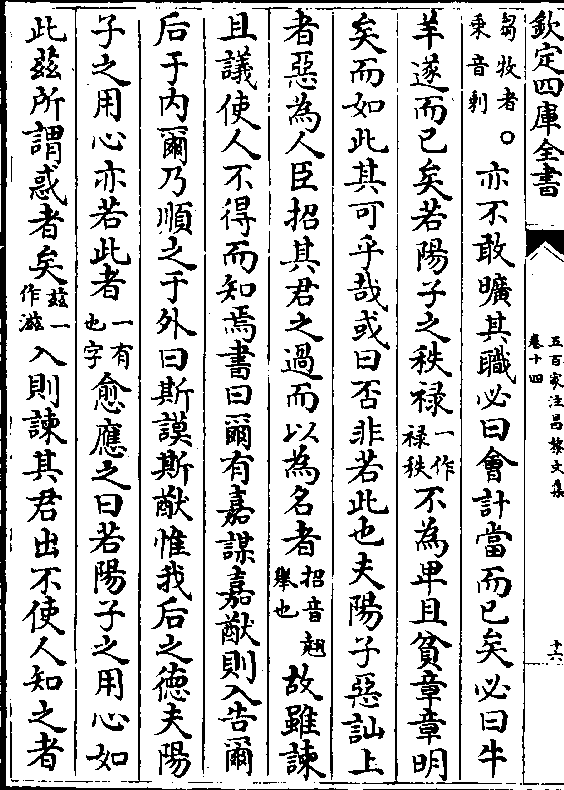 欽定四庫全書
五百家注昌黎文集
卷十四
十六
芻牧者
乘音剩
○亦不敢曠其職必曰會計當而已矣必曰牛
羊遂而已矣若陽子之秩祿一作祿秩不為卑且貧章章明
矣而如此其可乎哉或曰否非若此也夫陽子惡訕上
者惡為人臣招其君之過而以為名者招音翹舉也故雖諫
且議使人不得而知焉書曰爾有嘉謀嘉猷則入告爾
后于内爾乃順之于外曰斯謨斯猷惟我后之德夫陽
子之用心亦若此者一有也字愈應之曰若陽子之用心如
此兹所謂惑者矣兹一作滋入則諫其君出不使人知之者